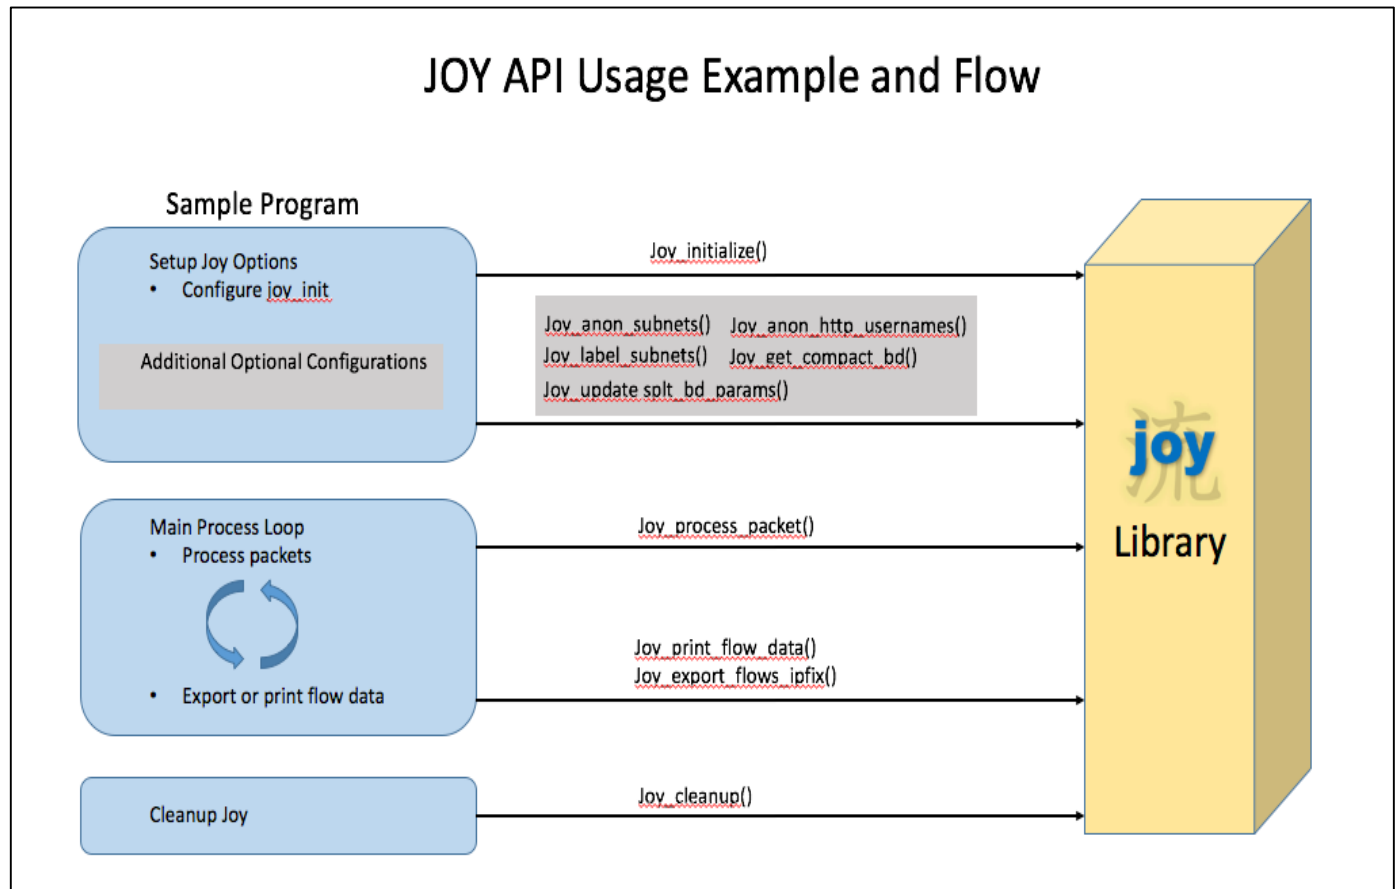 JOY API Usage Example and Flow
Sample Program
Setup Joy Options
• Configure joy_init
Additional Optional Configurations
Joy_initialize()
Joy_anon_subnets() Joy_anon_http_usernames()
Joy_label_subnets() Joy_get_compact_bd()
Joy_update splt_bd_params()
Main Process Loop
• Process packets
• Export or print flow data
Joy_process_packet()
Joy_print_flow_data()
Joy_export_flows_ipfix()
Cleanup Joy
Joy_cleanup()
流
joy
Library